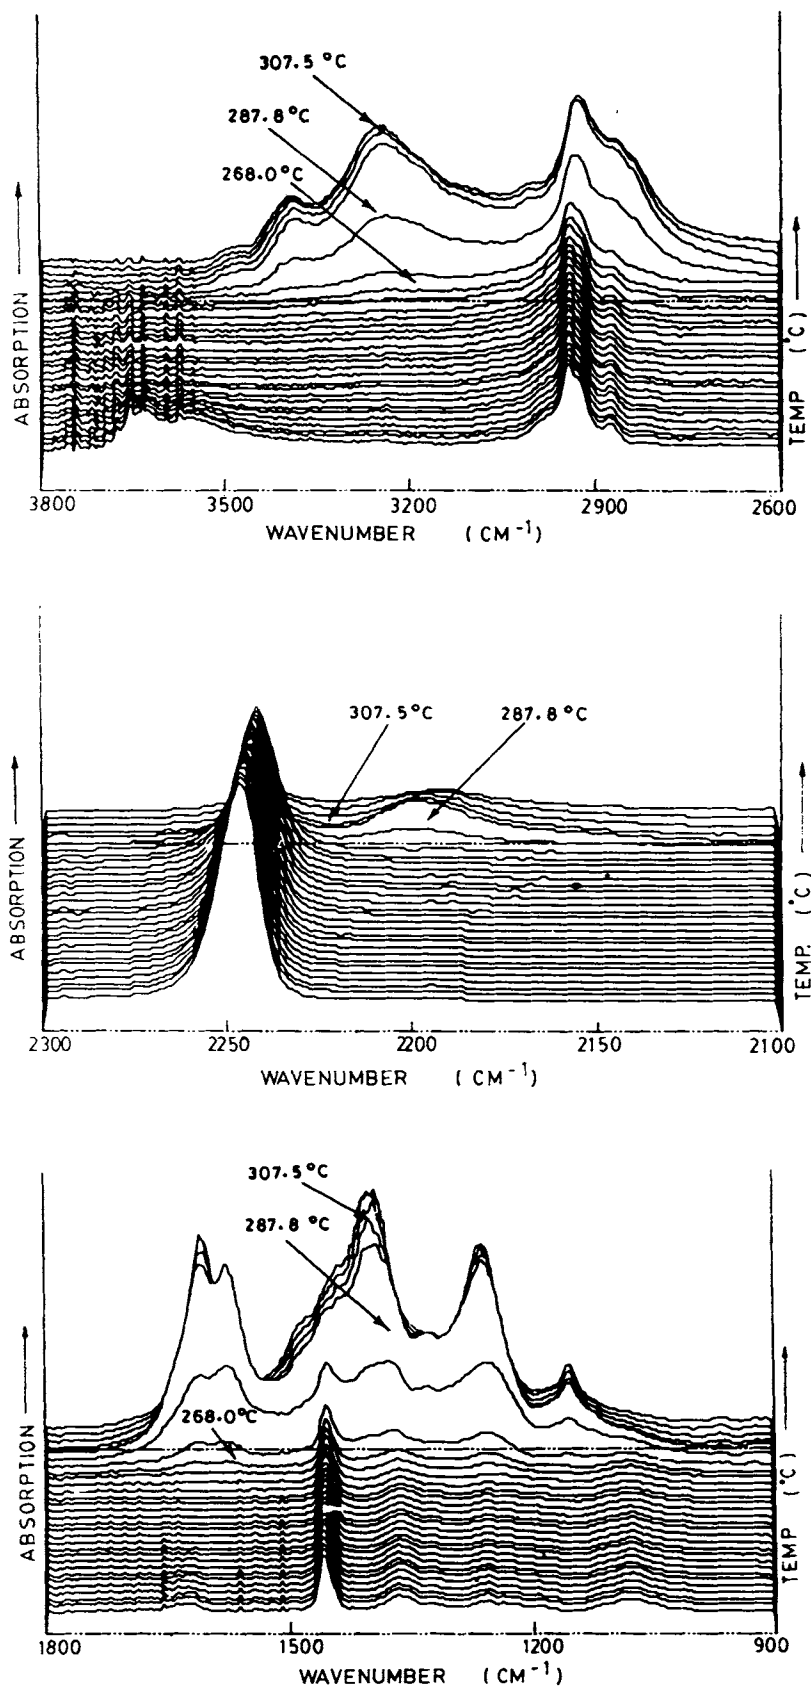 307.5 °C
287.8°C
268.0°C
ABSORPTION
TEMP (°C)
3800 3500 3200 2900 2600
WAVENUMBER (CM-1)
307.5°C
287.8°C
ABSORPTION
TEMP. (°C)
2300 2250 2200 2150 2100
WAVENUMBER (CM-1)
307.5°C
287.8 °C
268.0°C
ABSORPTION
TEMP (°C)
1800 1500 1200 900
WAVENUMBER (CM-1)